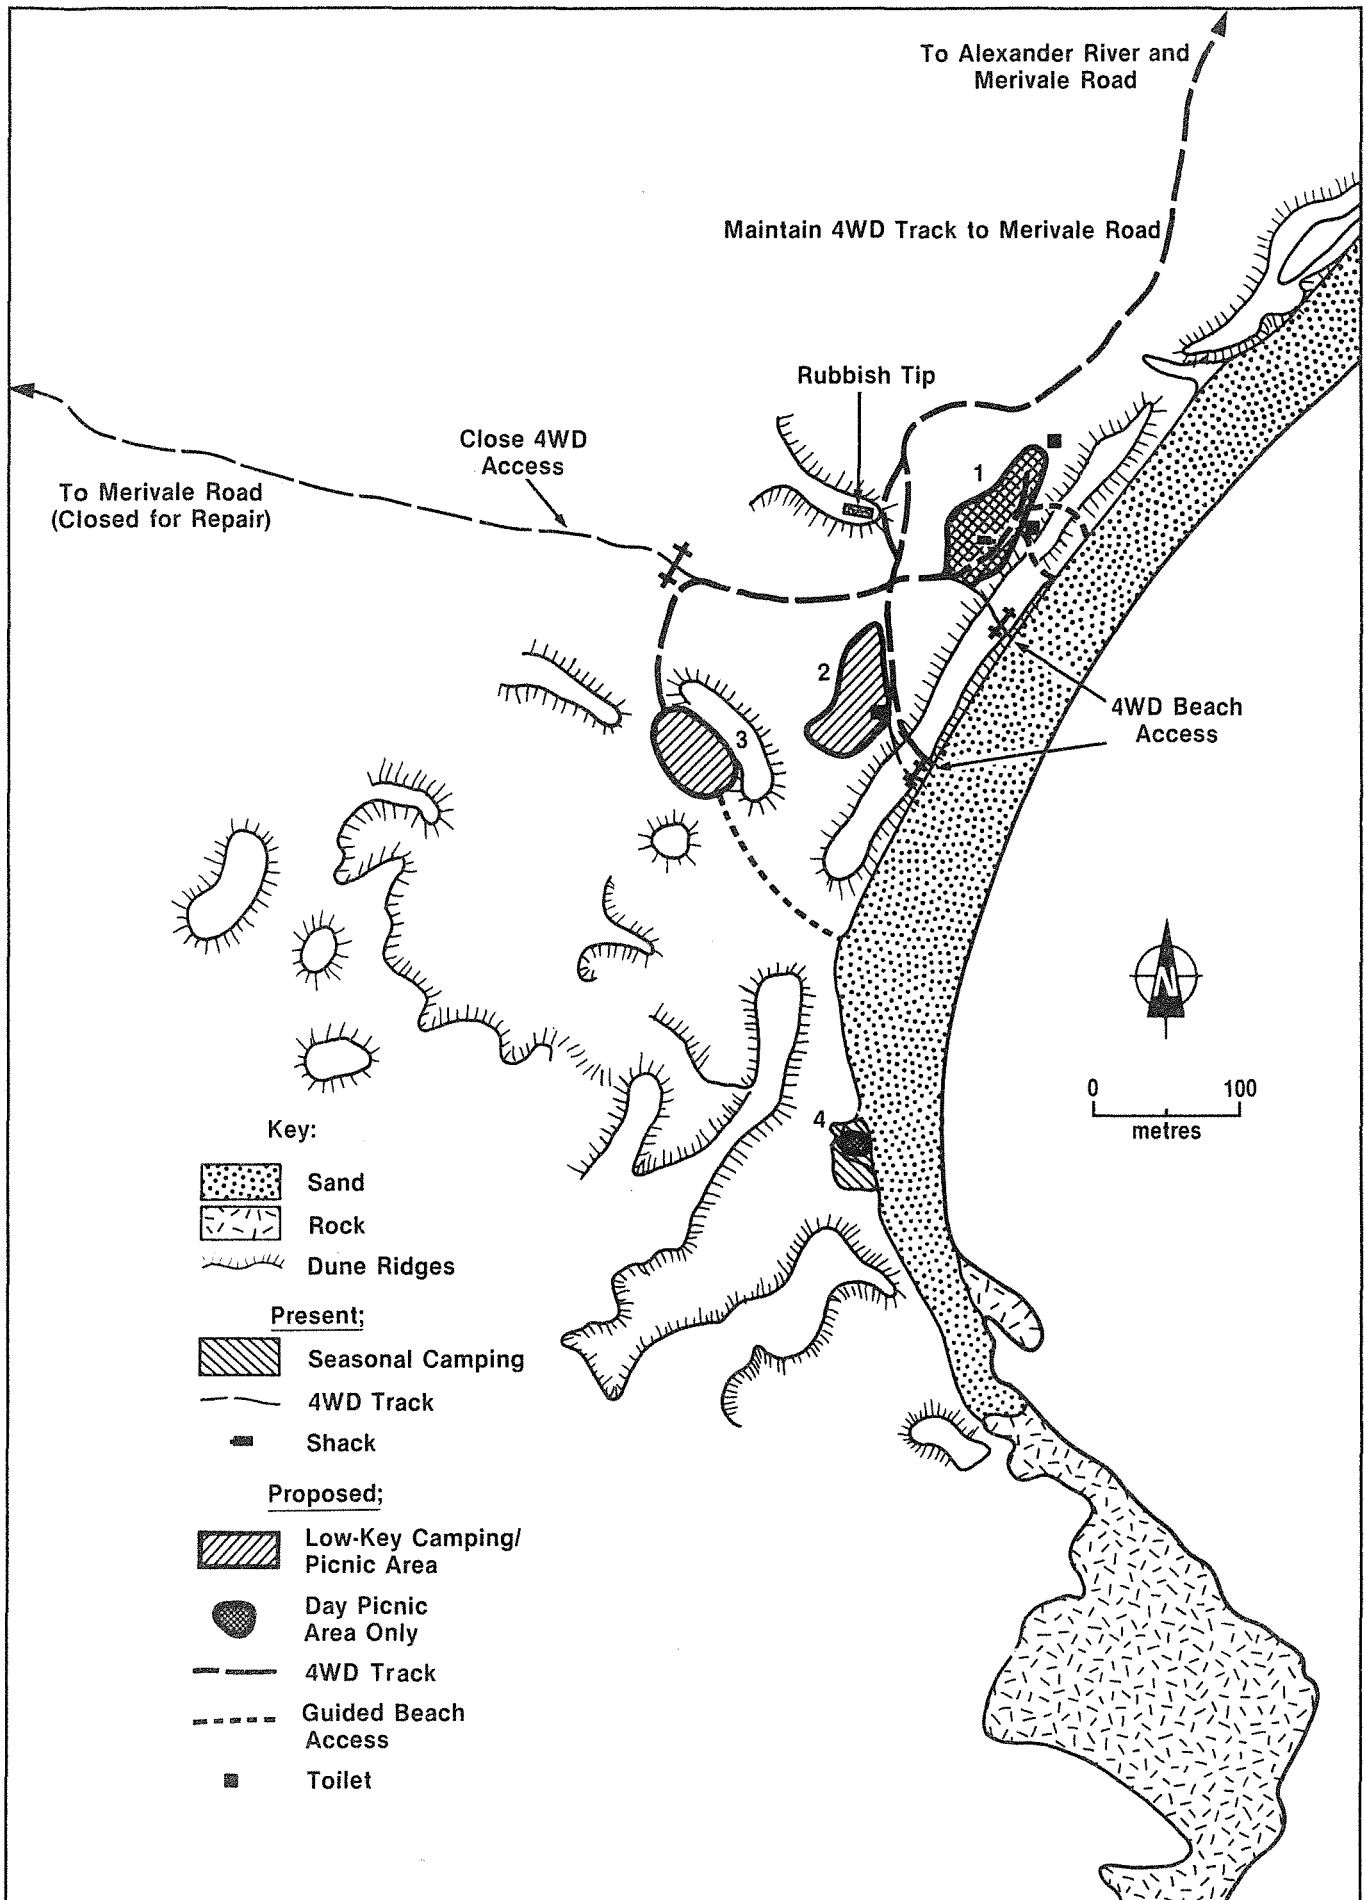 To Alexander River and
Merivale Road
Maintain 4WD Track to Merivale Road
Rubbish Tip
Close 4WD
Access
To Merivale Road
(Closed for Repair)
1
2
3
4WD Beach
Access
N
0 100
metres
4
Key:
Sand
Rock
Dune Ridges
Present;
Seasonal Camping
4WD Track
Shack
Proposed;
Low-Key Camping/
Picnic Area
Day Picnic
Area Only
4WD Track
Guided Beach
Access
Toilet